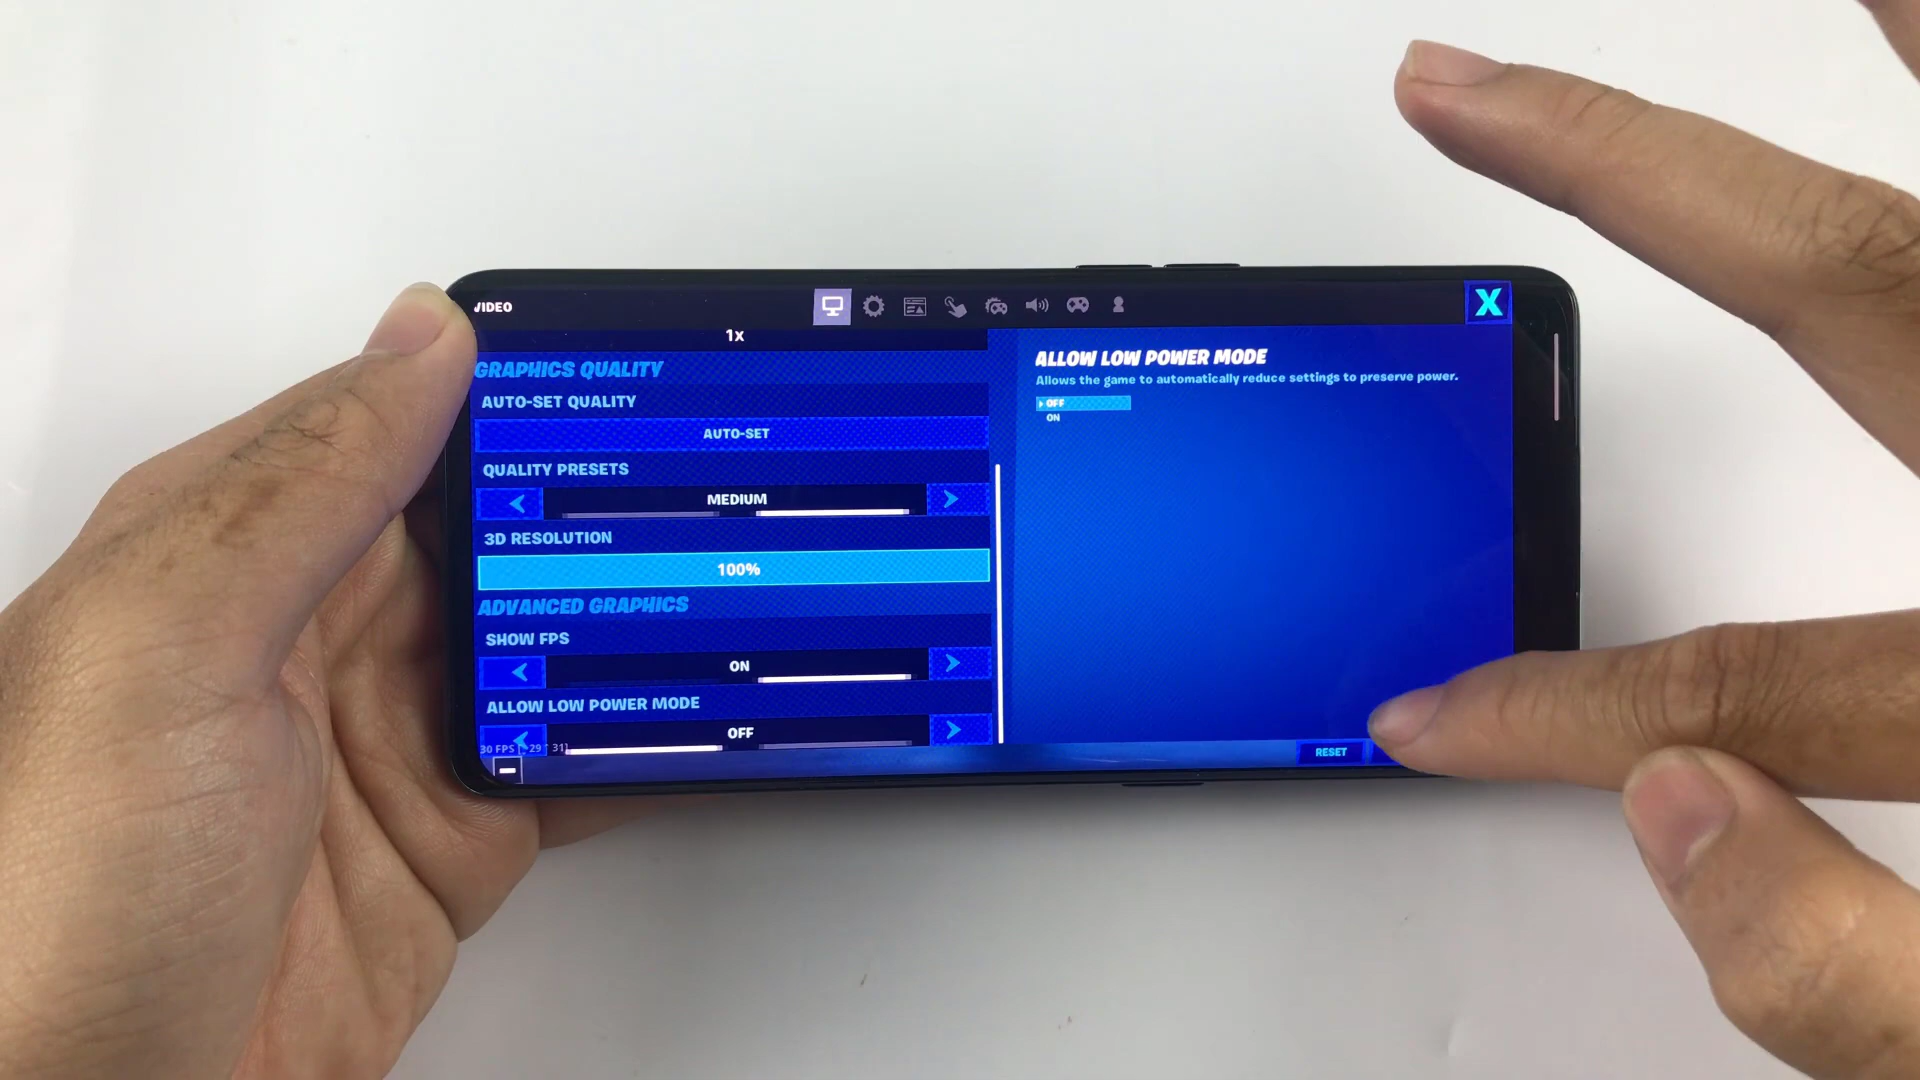 VIDEO
X
1x
GRAPHICS QUALITY
AUTO-SET QUALITY
AUTO-SET
QUALITY PRESETS
MEDIUM
3D RESOLUTION
100%
ADVANCED GRAPHICS
SHOW FPS
ON
ALLOW LOW POWER MODE
OFF
30 FPS [ 29 31]
ALLOW LOW POWER MODE
Allows the game to automatically reduce settings to preserve power.
OFF
ON
RESET